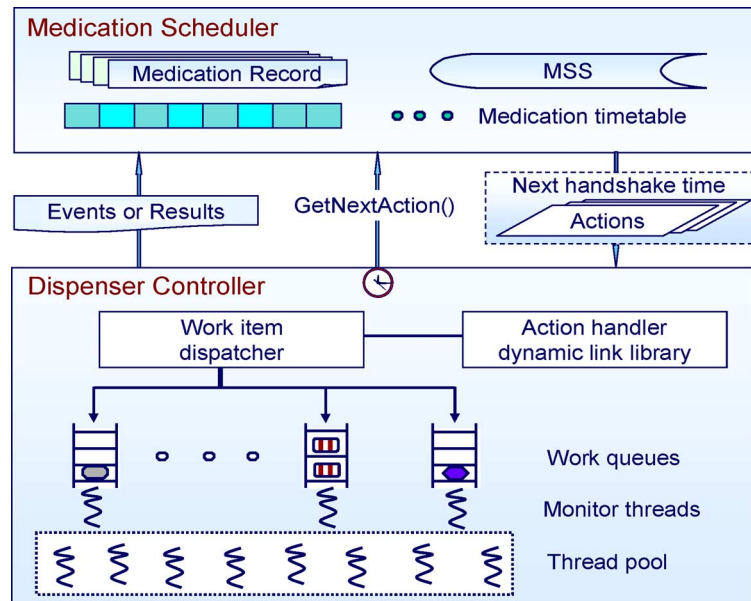 Medication Scheduler
Medication Record
MSS
Medication timetable
Events or Results
GetNextAction()
Next handshake time
Actions
Dispenser Controller
Work item
dispatcher
Action handler
dynamic link library
Work queues
Monitor threads
Thread pool